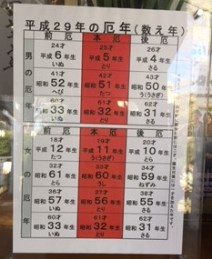 平成29年の厄年(数え年)
前厄 本厄 後厄
男の厄年
24才 25才 26才
平成6年生 平成5年生 平成4年生
いぬ とり さる
41才 42才 43才
昭和52年生 昭和51年生 昭和50年生
へび たつ う(うさぎ)
60才 61才 62才
昭和33年生 昭和32年生 昭和31年生
いぬ とり さる
前厄 本厄 後厄
女の厄年
18才 19才 20才
平成12年生 平成11年生 平成10年生
たつ う(うさぎ) とら
32才 33才 34才
昭和61年生 昭和60年生 昭和59年生
とら うし ねずみ
36才 37才 38才
昭和57年生 昭和56年生 昭和55年生
いぬ とり さる
60才 61才 62才
昭和33年生 昭和32年生 昭和31年生
いぬ とり さる